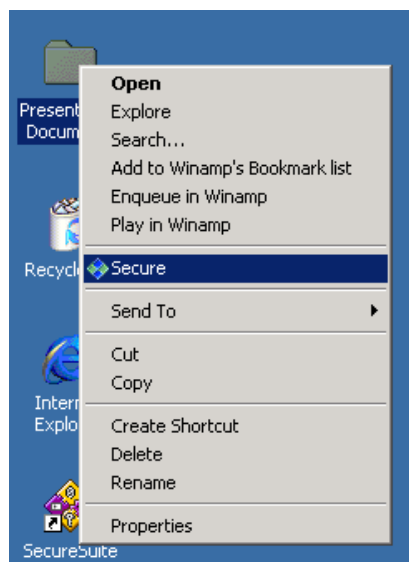 Open
Present
Explore
Docum
Search...
Add to Winamp's Bookmark list
Enqueue in Winamp
Play in Winamp
Recycl
Secure
Send To
Cut
Copy
Intern
Explo
Create Shortcut
Delete
Rename
Properties
SecureSuite